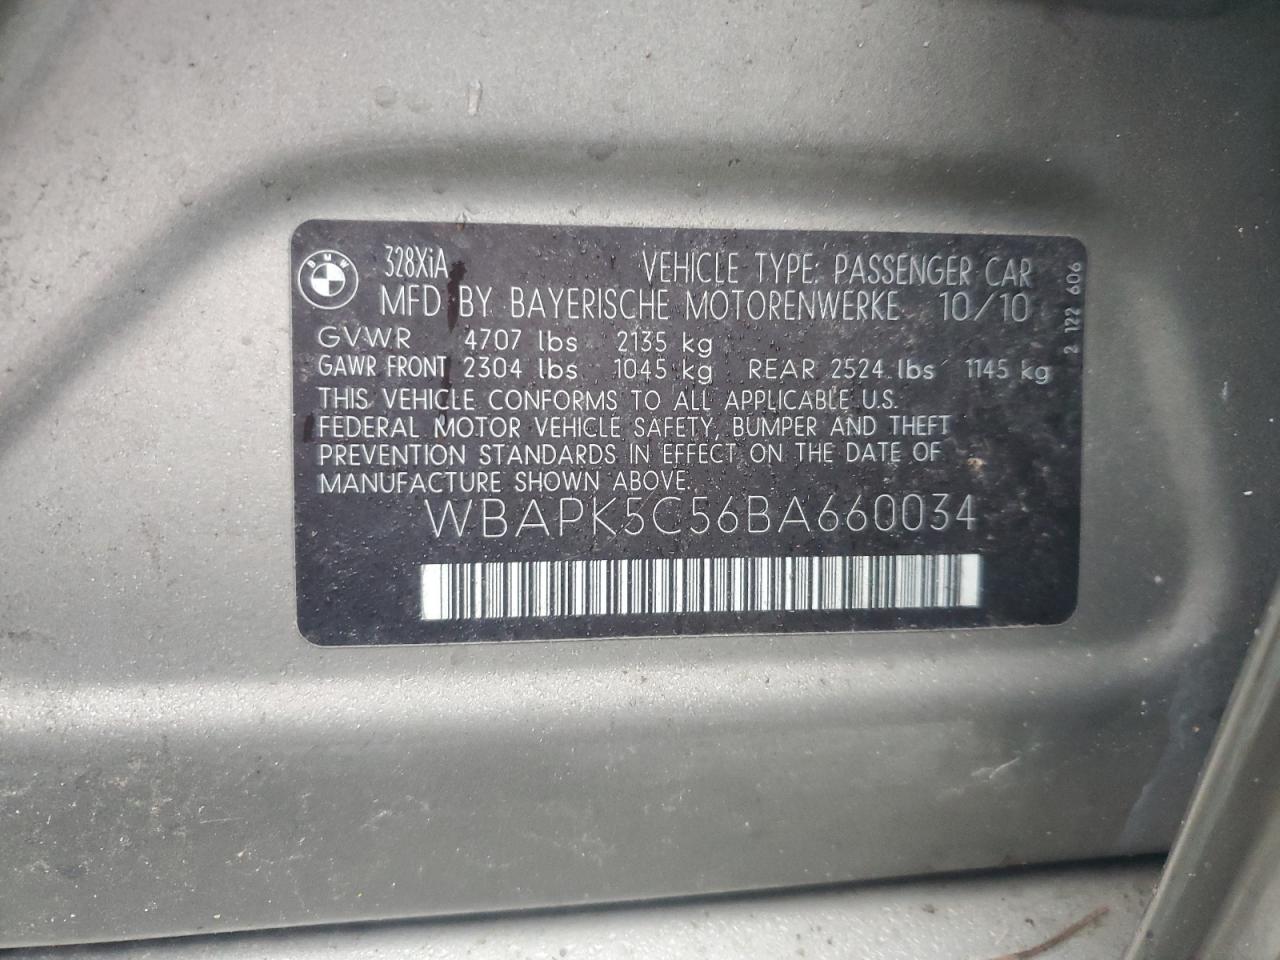 BMW
328XiA VEHICLE TYPE: PASSENGER CAR
MFD BY BAYERISCHE MOTORENWERKE 10/10
GVWR 4707 lbs 2135 kg
GAWR FRONT 2304 lbs 1045 kg REAR 2524 lbs 1145 kg
THIS VEHICLE CONFORMS TO ALL APPLICABLE U.S.
FEDERAL MOTOR VEHICLE SAFETY, BUMPER AND THEFT
PREVENTION STANDARDS IN EFFECT ON THE DATE OF
MANUFACTURE SHOWN ABOVE.
WBAPK5C56BA660034
2 122 606